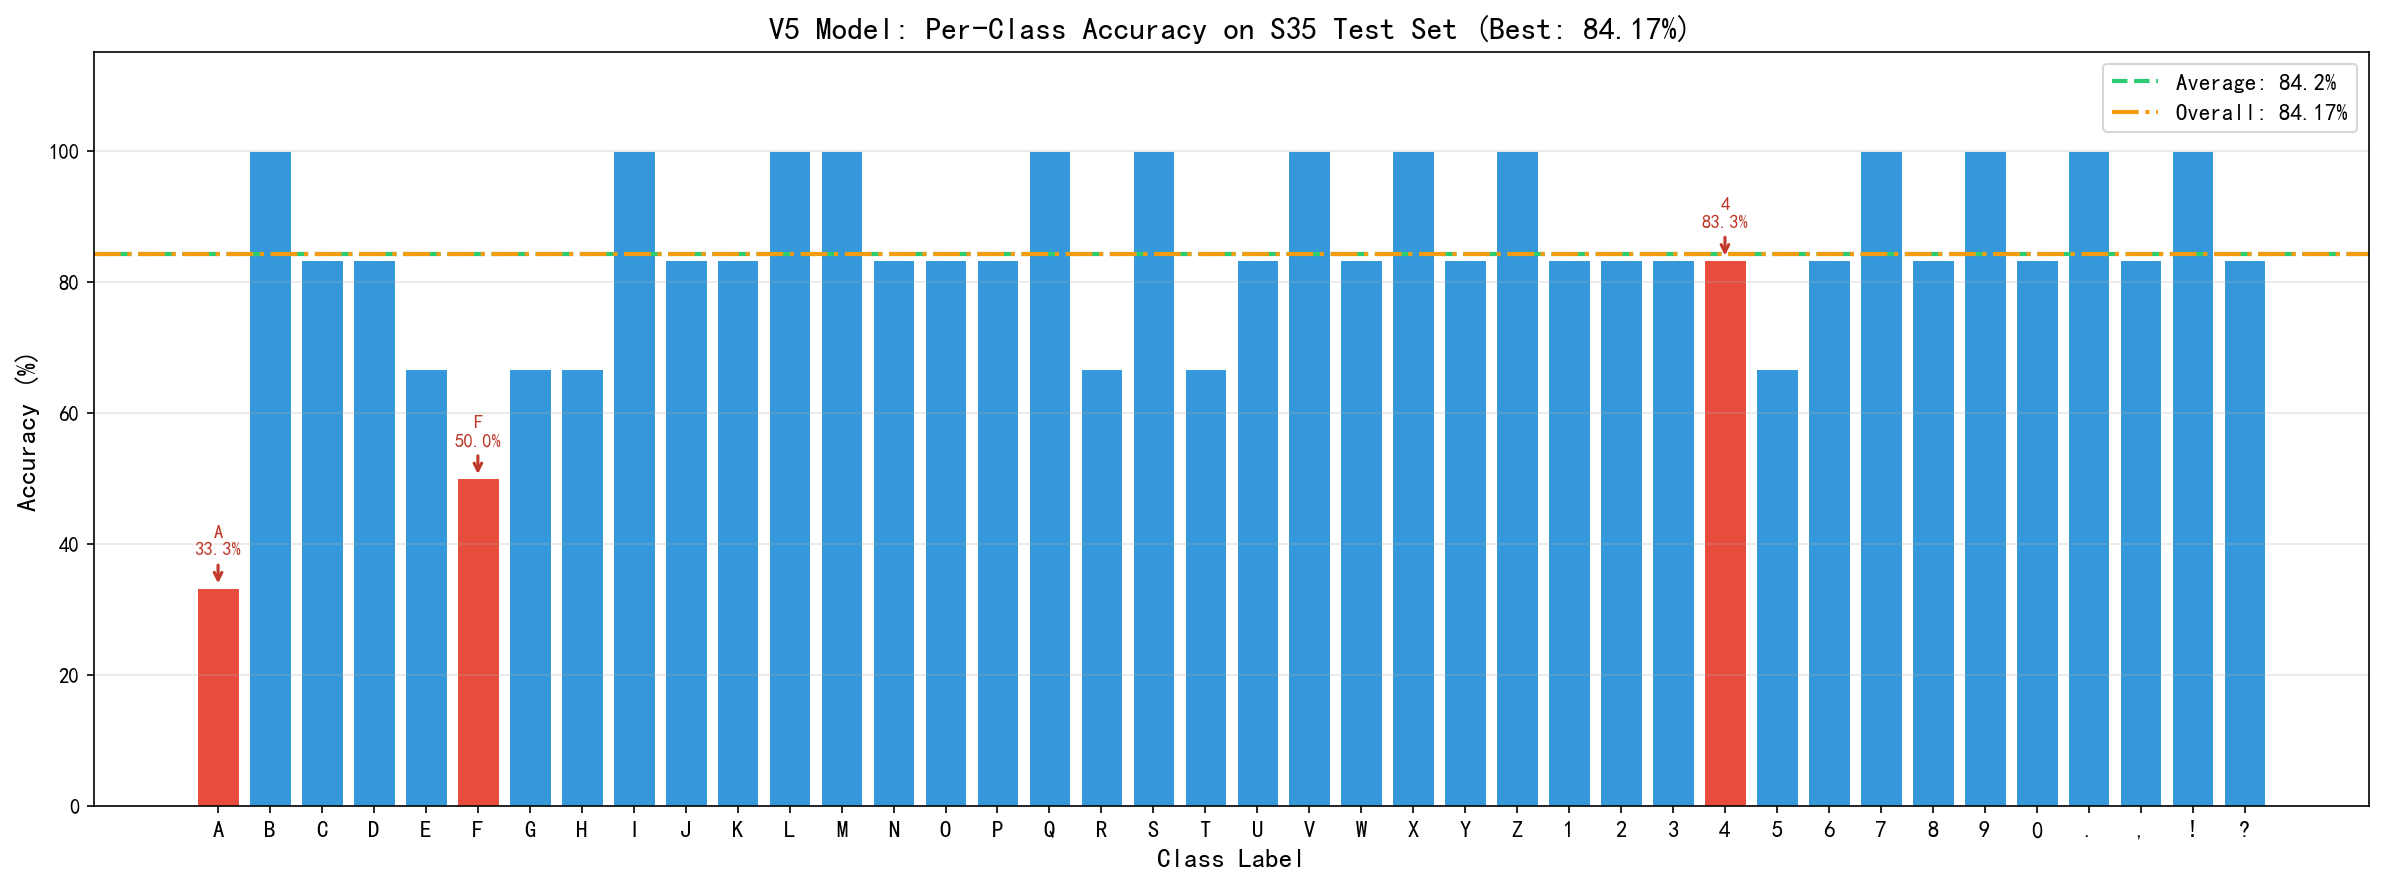 V5 Model: Per-Class Accuracy on S35 Test Set (Best: 84.17%)
Average: 84.2%
Overall: 84.17%
Accuracy (%)
100
80
60
40
20
0
A
33.3%
F
50.0%
4
83.3%
A B C D E F G H I J K L M N O P Q R S T U V W X Y Z 1 2 3 4 5 6 7 8 9 0 . , ! ?
Class Label